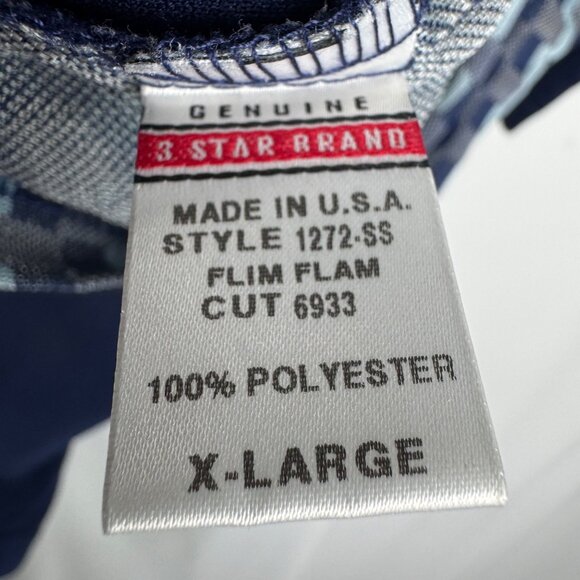 GENUINE
3 STAR BRAND
MADE IN U.S.A.
STYLE 1272-SS
FLIM FLAM
CUT 6933
100% POLYESTER
X-LARGE